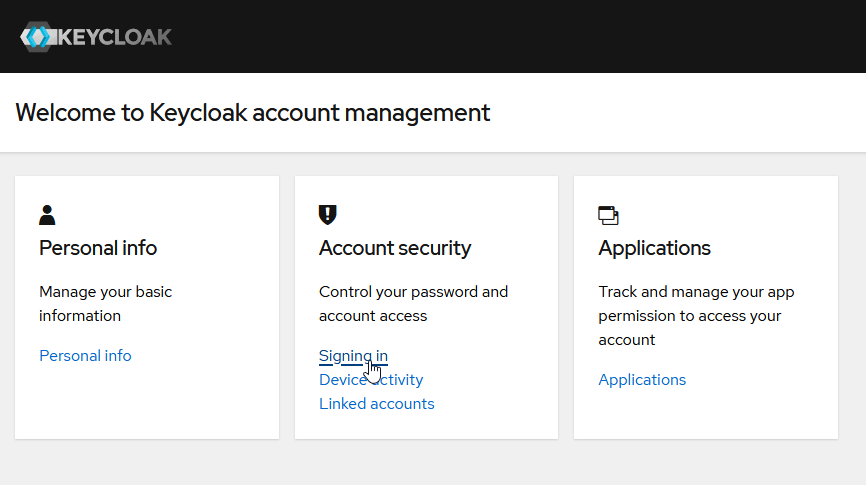 KEYCLOAK
Welcome to Keycloak account management
Personal info
Manage your basic
information
Personal info
Account security
Control your password and
account access
Signing in
Device activity
Linked accounts
Applications
Track and manage your app
permission to access your
account
Applications